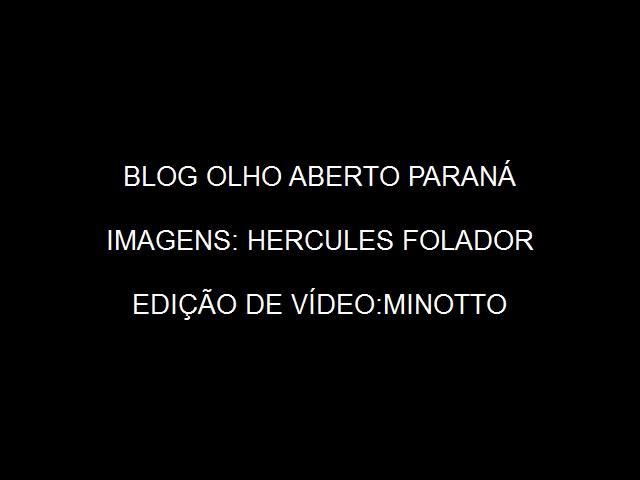 BLOG OLHO ABERTO PARANÁ
IMAGENS: HERCULES FOLADOR
EDIÇÃO DE VÍDEO:MINOTTO